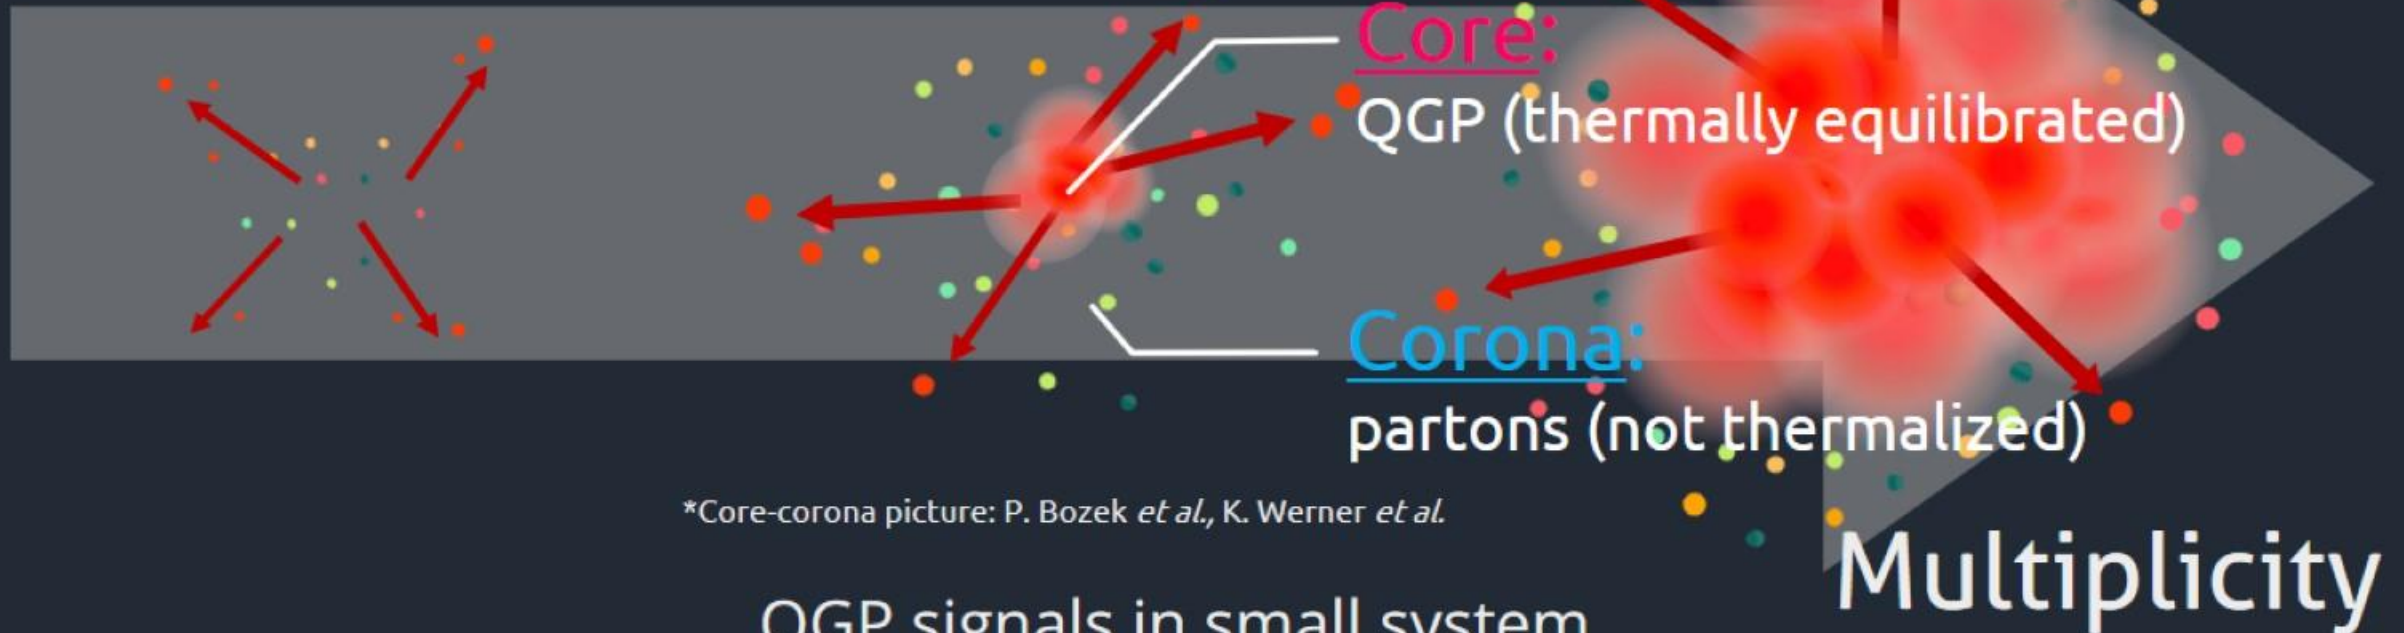 Core:
QGP (thermally equilibrated)
Corona:
partons (not thermalized)
*Core-corona picture: P. Bozek et al., K. Werner et al.
Multiplicity
QGP signals in small system